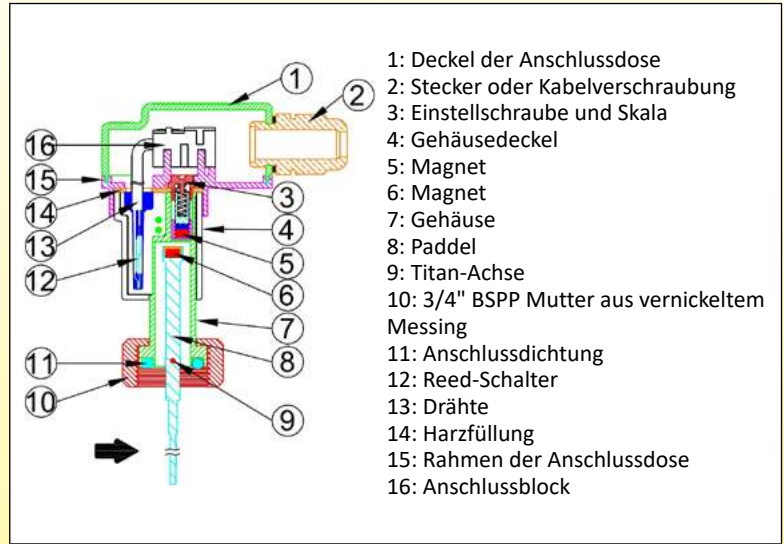 1
2
16
15
14
13
12
11
10
3
4
5
6
7
8
9
1: Deckel der Anschlussdose
2: Stecker oder Kabelverschraubung
3: Einstellschraube und Skala
4: Gehäusedeckel
5: Magnet
6: Magnet
7: Gehäuse
8: Paddel
9: Titan-Achse
10: 3/4" BSPP Mutter aus vernickeltem
Messing
11: Anschlussdichtung
12: Reed-Schalter
13: Drähte
14: Harzfüllung
15: Rahmen der Anschlussdose
16: Anschlussblock